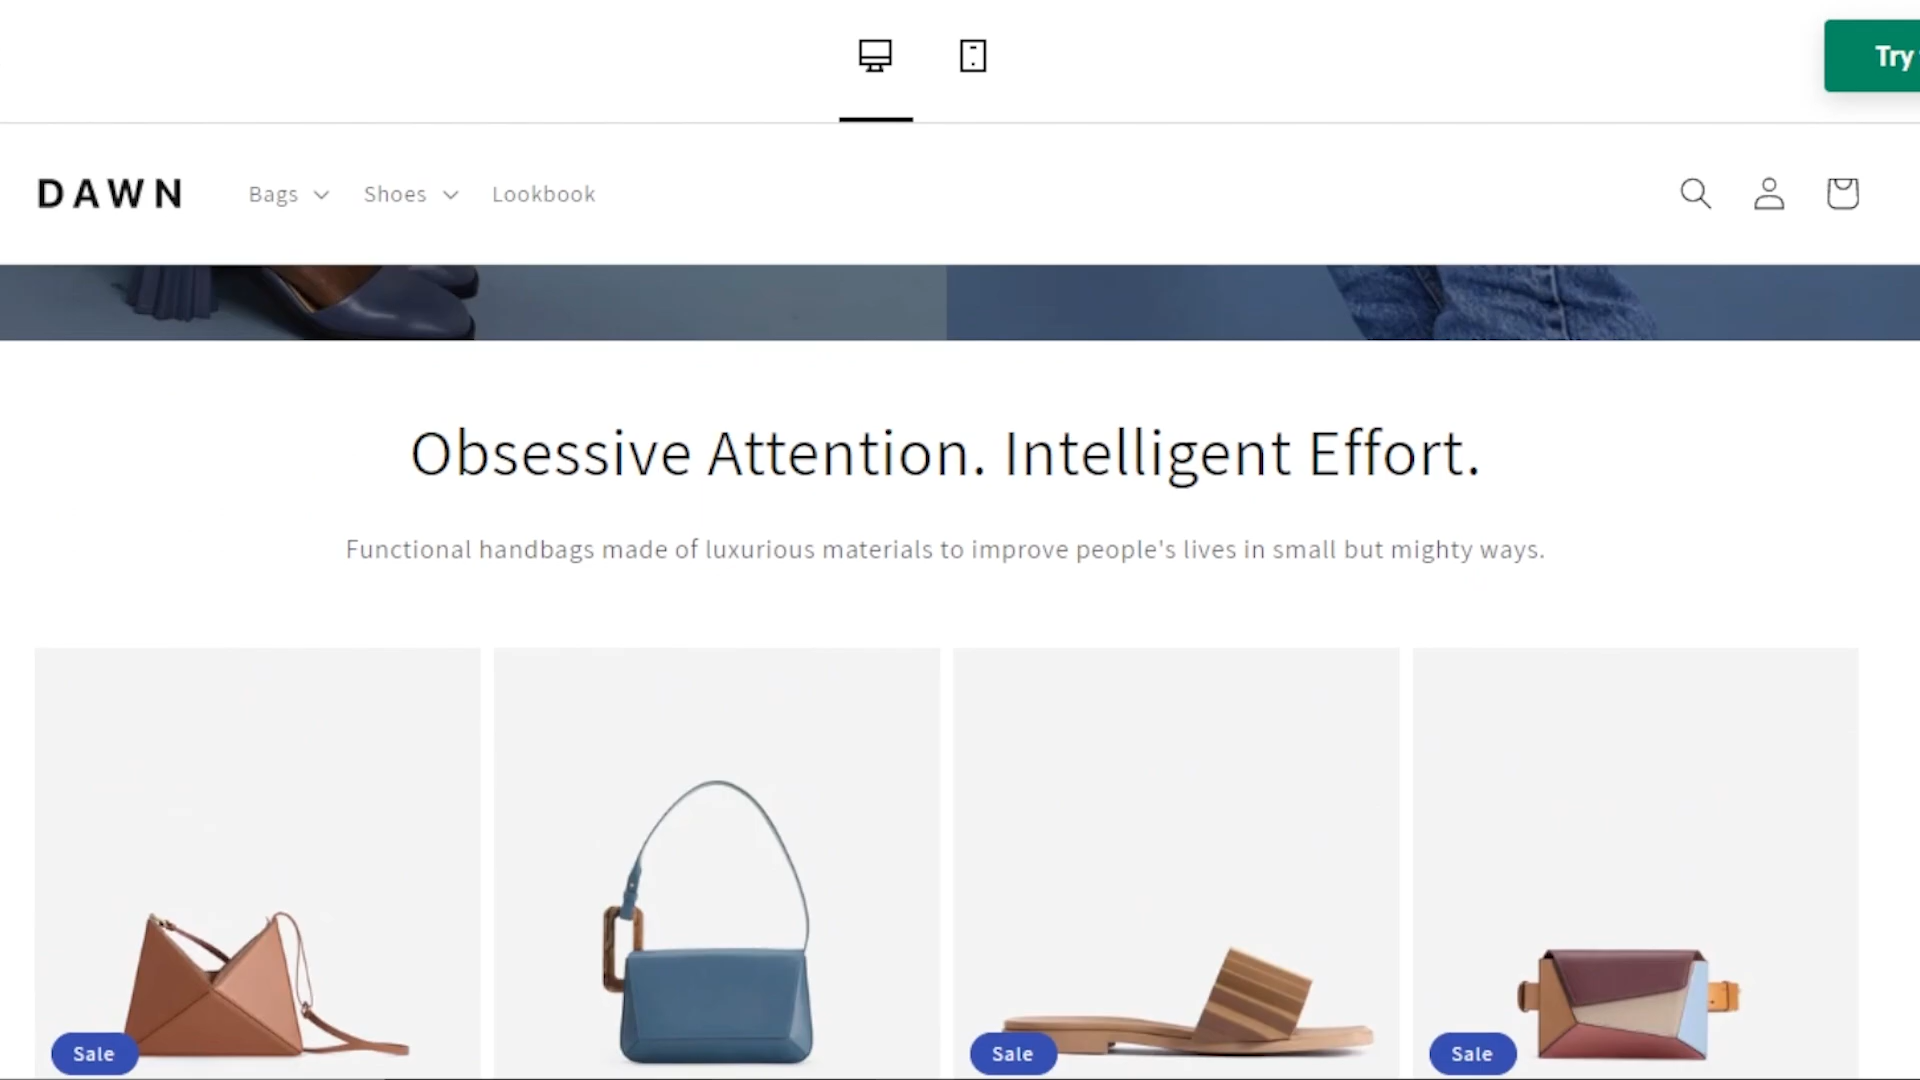 Try
DAWN
Bags
Shoes
Lookbook
Obsessive Attention. Intelligent Effort.
Functional handbags made of luxurious materials to improve people's lives in small but mighty ways.
Sale
Sale
Sale